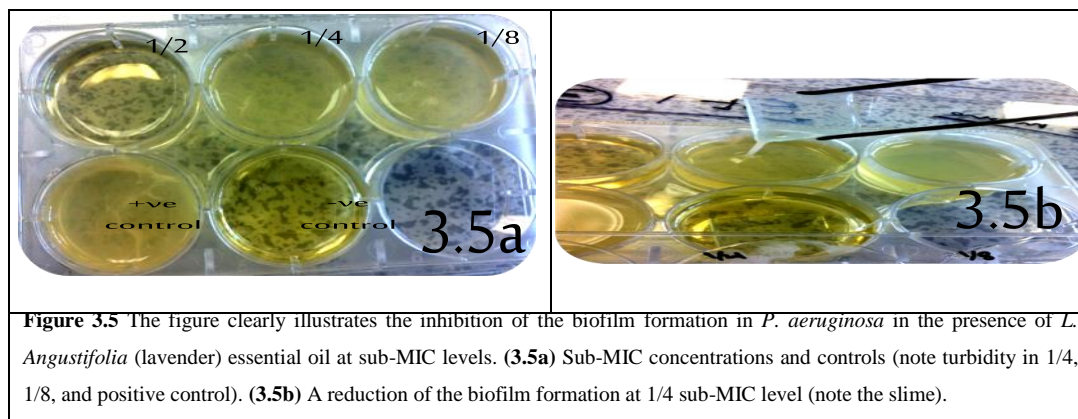 1/2
1/4
1/8
+ve
control
-ve
control
3.5a
3.5b
1/8
Figure 3.5 The figure clearly illustrates the inhibition of the biofilm formation in P. aeruginosa in the presence of L.
Angustifolia (lavender) essential oil at sub-MIC levels. (3.5a) Sub-MIC concentrations and controls (note turbidity in 1/4,
1/8, and positive control). (3.5b) A reduction of the biofilm formation at 1/4 sub-MIC level (note the slime).